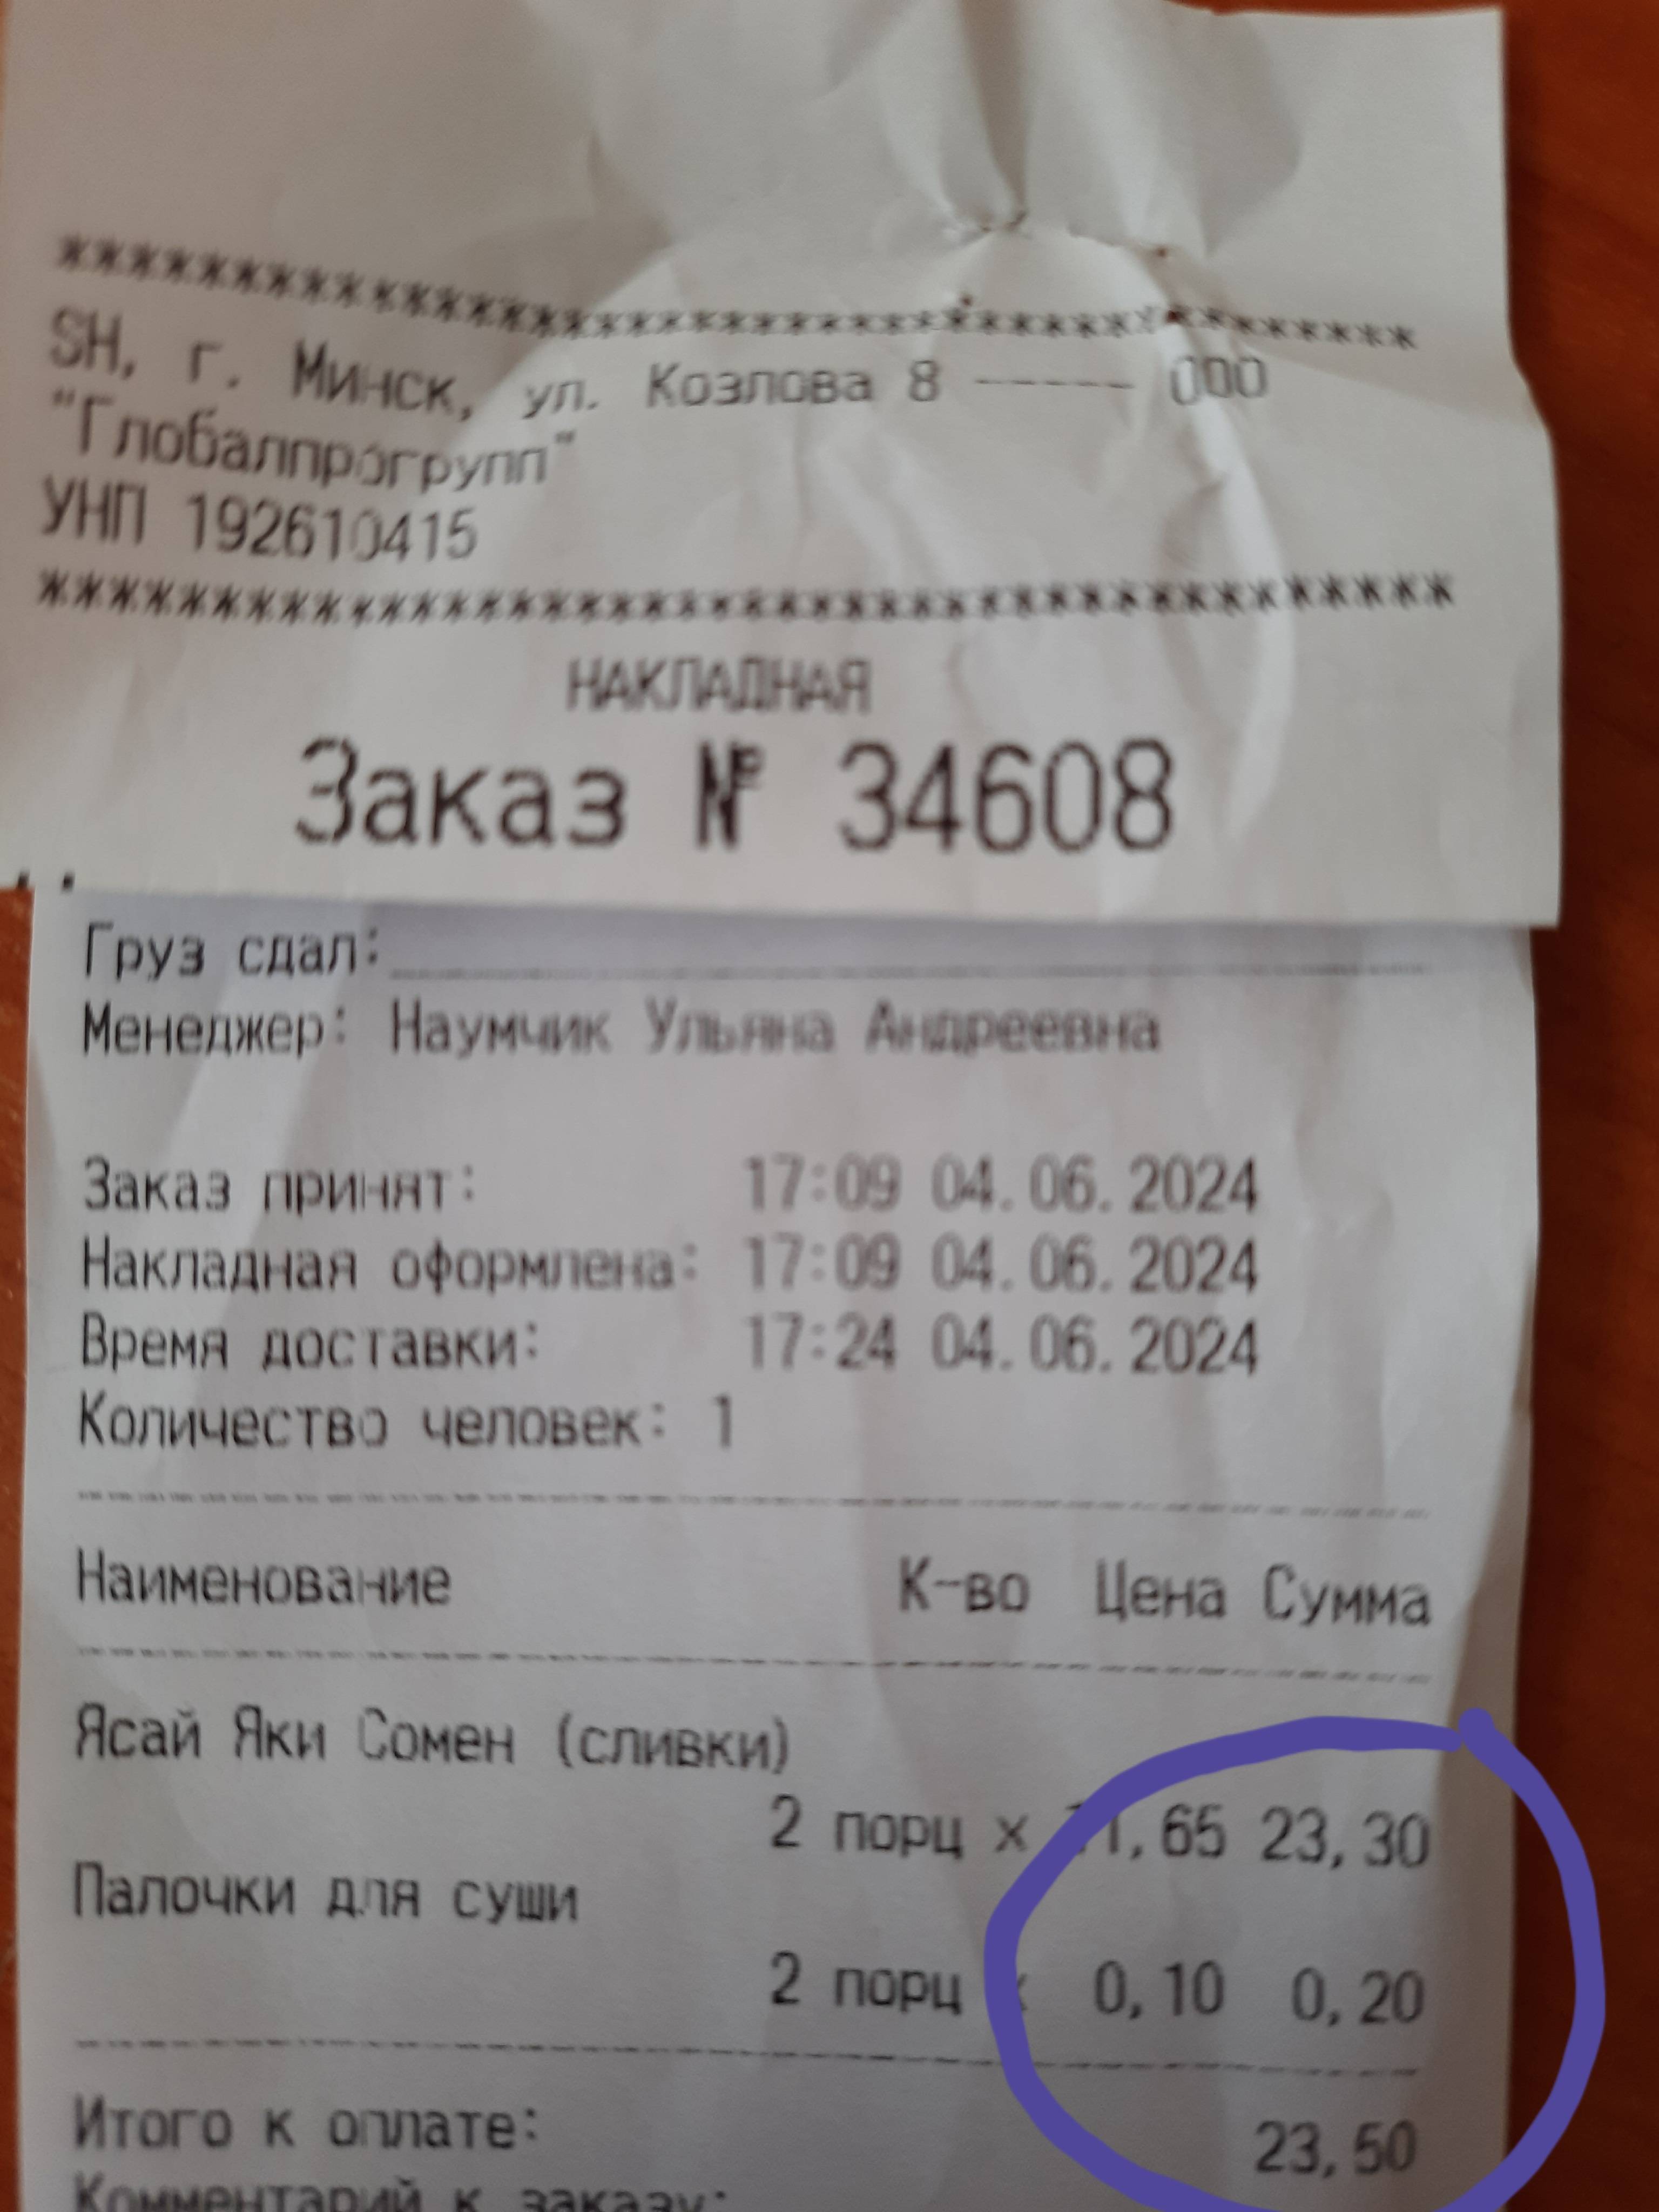 ****************************************
SH, г. Минск, ул. Козлова 8 ----- ООО
"Глобалпрогрупп"
УНП 192610415
****************************************
НАКЛАДНАЯ
Заказ № 34608
Груз сдал:
Менеджер: Наумчик Ульяна Андреевна
Заказ принят: 17:09 04.06.2024
Накладная оформлена: 17:09 04.06.2024
Время доставки: 17:24 04.06.2024
Количество человек: 1
Наименование К-во Цена Сумма
Ясай Яки Сомен (сливки)
2 порц x 11,65 23,30
Палочки для суши
2 порц x 0,10 0,20
Итого к оплате: 23,50
Комментарий к заказу: